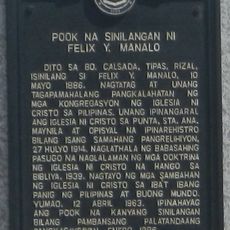 POOK NA SINILANGAN NI
FELIX Y. MANALO
DITO SA BO. CALSADA, TIPAS, RIZAL,
ISINILANG SI FELIX Y. MANALO, 10
MAYO 1886. NAGTATAG AT UNANG
TAGAPAMAHALANG PANGKALAHATAN NG
MGA KONGREGASYON NG IGLESIA NI
CRISTO SA PILIPINAS. UNANG IPINANGARAL
ANG IGLESIA NI CRISTO SA PUNTA, STA. ANA,
MAYNILA AT OPISYAL NA IPINAREHISTRO
BILANG ISANG SAMAHANG PANGRELIHIYON,
27 HULYO 1914. NAGLATHALA NG BABASAHING
PASUGO NA NAGLALAMAN NG MGA DOKTRINA
NG IGLESIA NI CRISTO NA HANGO SA
BIBLIYA, 1939. NAGTAYO NG MGA SAMBAHAN
NG IGLESIA NI CRISTO SA IBAT IBANG
PANIG NG PILIPINAS AT BUONG MUNDO.
YUMAO, 12 ABRIL 1963. IPINAHAYAG
ANG POOK NA KANYANG SINILANGAN
BILANG PAMBANSANG PALATANDAANG